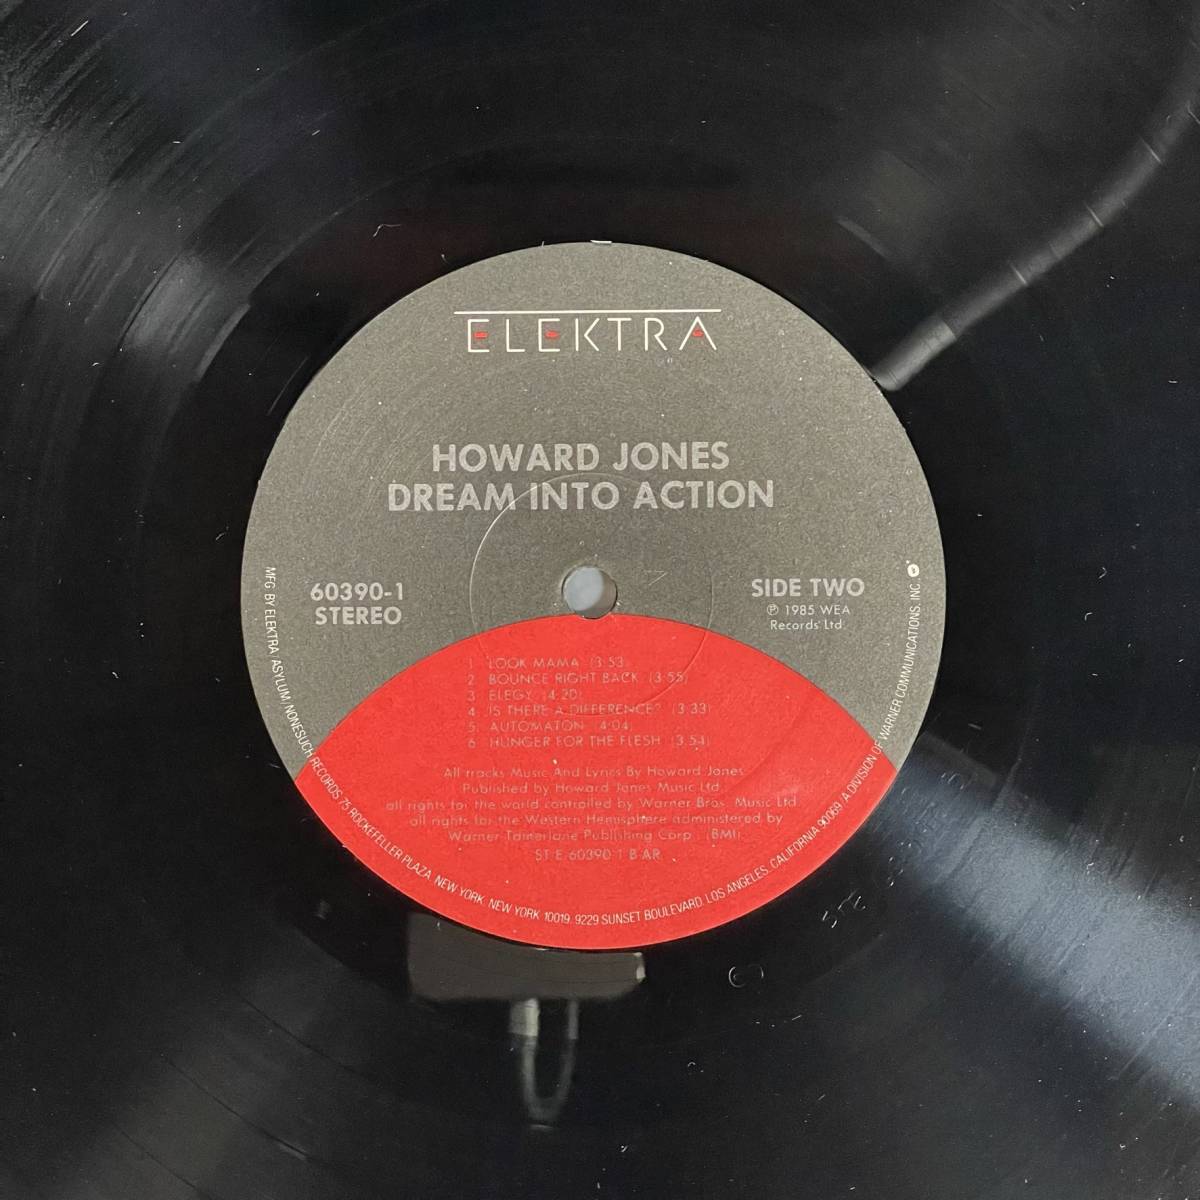 ELEKTRA
HOWARD JONES
DREAM INTO ACTION
60390-1
STEREO
SIDE TWO
℗ 1985 WEA
Records Ltd.
1. LOOK MAMA (3:53)
2. BOUNCE RIGHT BACK (3:55)
3. ELEGY (4:20)
4. IS THERE A DIFFERENCE? (3:33)
5. AUTOMATON (4:04)
6. HUNGER FOR THE FLESH (3:54)
All tracks Music And Lyrics By Howard Jones
Published by Howard Jones Music Ltd.
all rights for the world controlled by Warner Bros. Music Ltd.
all rights for the Western Hemisphere administered by
Warner-Tamerlane Publishing Corp. (BMI)
ST-E-60390-1 B-AR
MFG. BY ELEKTRA/ASYLUM/NONESUCH RECORDS 75 ROCKEFELLER PLAZA, NEW YORK, NEW YORK 10019. 9229 SUNSET BOULEVARD, LOS ANGELES, CALIFORNIA 90069. A DIVISION OF WARNER COMMUNICATIONS, INC.